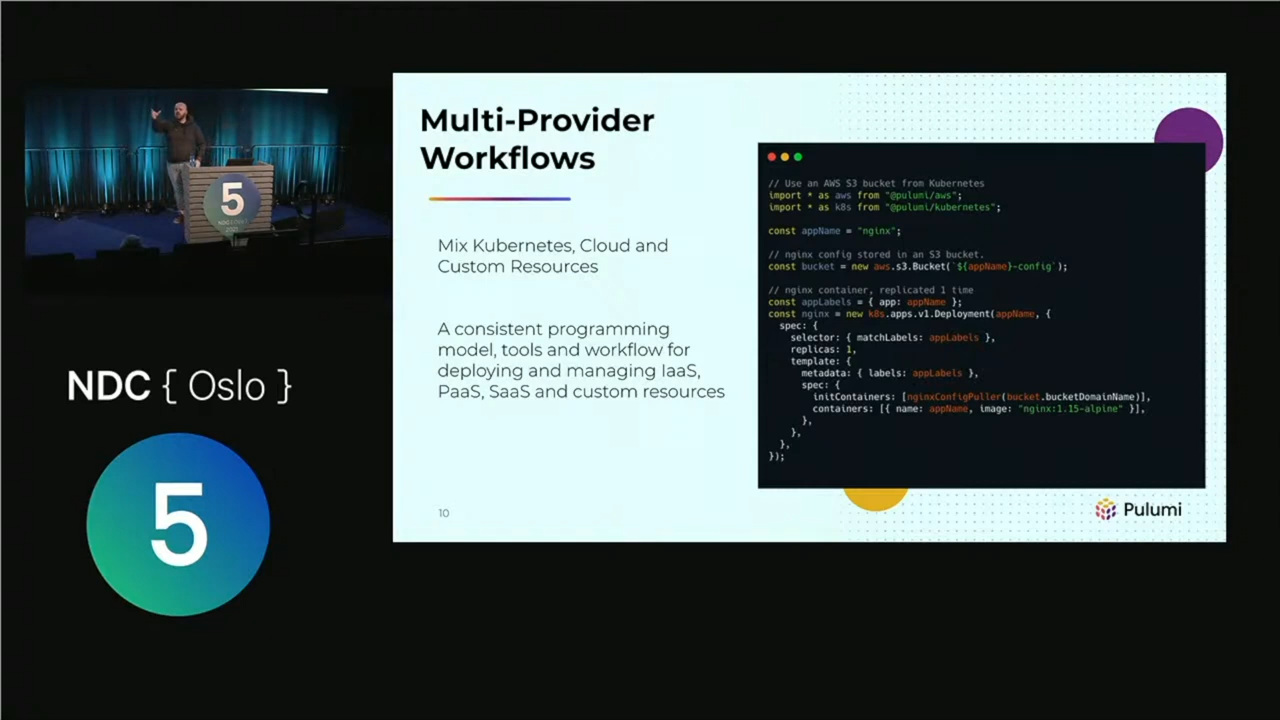 Multi-Provider
Workflows
Mix Kubernetes, Cloud and
Custom Resources
A consistent programming
model, tools and workflow for
deploying and managing IaaS,
PaaS, SaaS and custom resources
10
// Use an AWS S3 bucket from Kubernetes
import * as aws from "@pulumi/aws";
import * as k8s from "@pulumi/kubernetes";
const appName = "nginx";
// nginx config stored in an S3 bucket.
const bucket = new aws.s3.Bucket(`${appName}-config`);
// nginx container, replicated 1 time
const appLabels = { app: appName };
const nginx = new k8s.apps.v1.Deployment(appName, {
  spec: {
    selector: { matchLabels: appLabels },
    replicas: 1,
    template: {
      metadata: { labels: appLabels },
      spec: {
        initContainers: [nginxConfigPuller(bucket.bucketDomainName)],
        containers: [{ name: appName, image: "nginx:1.15-alpine" }],
      },
    },
  },
});
Pulumi
5
NDC { Oslo }
5